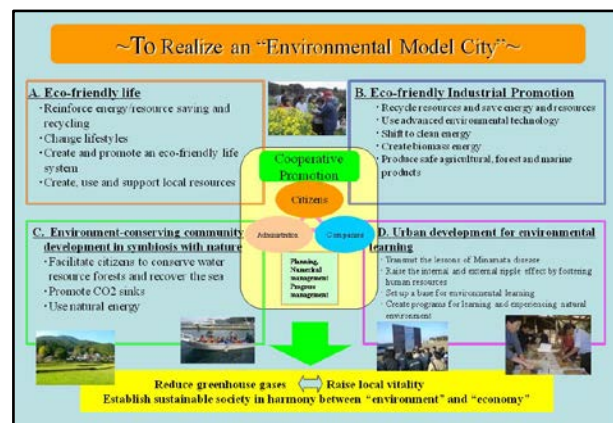 ~To Realize an “Environmental Model City”~
A. Eco-friendly life
・Reinforce energy/resource saving and
recycling
・Change lifestyles
・Create and promote an eco-friendly life
system
・Create, use and support local resources
B. Eco-friendly Industrial Promotion
・Recycle resources and save energy and resources
・Use advanced environmental technology
・Shift to clean energy
・Create biomass energy
・Produce safe agricultural, forest and marine
products
Cooperative
Promotion
Citizens
Administration
Companies
Planning,
Numerical
management
Progress
management
C. Environment-conserving community
development in symbiosis with nature
・Facilitate citizens to conserve water
resource forests and recover the sea
・Promote CO2 sinks
・Use natural energy
D. Urban development for environmental
learning
・Transmit the lessons of Minamata disease
・Raise the internal and external ripple effect by fostering
human resources
・Set up a base for environmental learning
・Create programs for learning and experiencing natural
environment
Reduce greenhouse gases Raise local vitality
Establish sustainable society in harmony between “environment” and “economy”